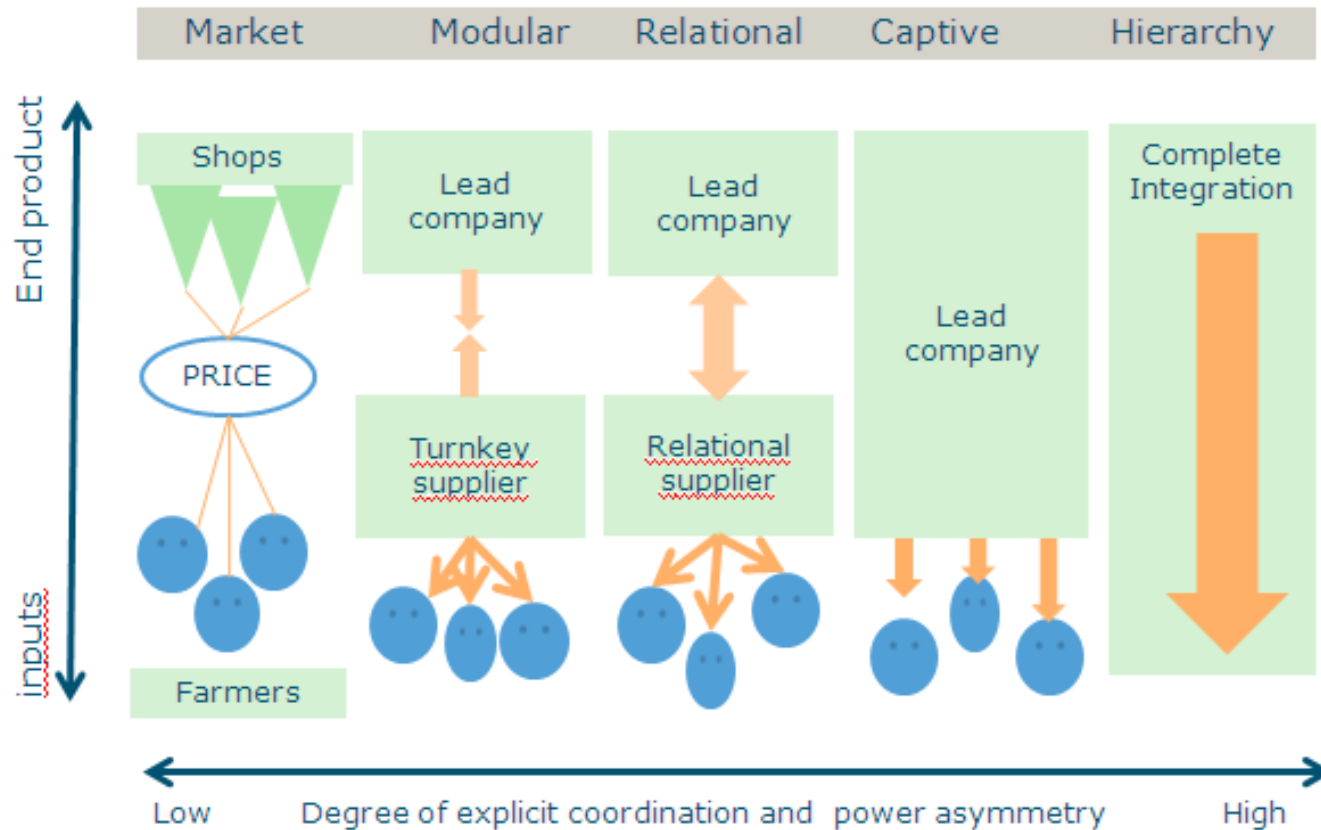 Market Modular Relational Captive Hierarchy
End product
inputs
Shops
PRICE
Farmers
Lead
company
Turnkey
supplier
Lead
company
Relational
supplier
Lead
company
Complete
Integration
Low Degree of explicit coordination and power asymmetry High